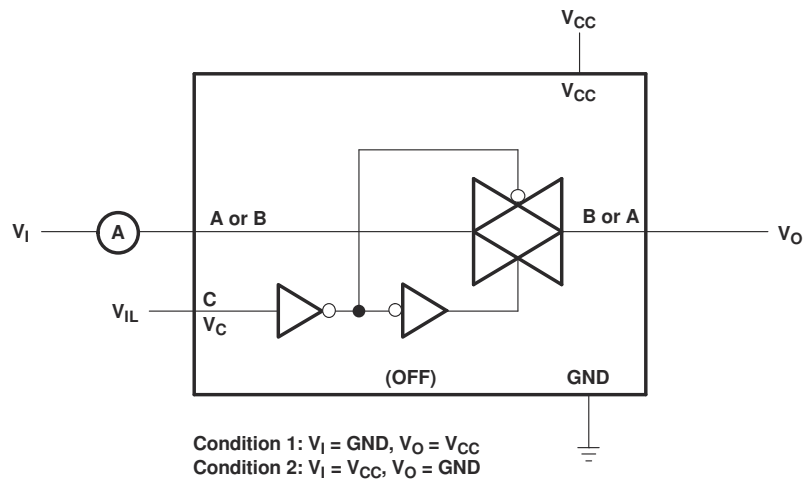 VCC
VCC
A or B
B or A
VI
A
VO
C
VIL
VC
(OFF)
GND
Condition 1: VI = GND, VO = VCC
Condition 2: VI = VCC, VO = GND